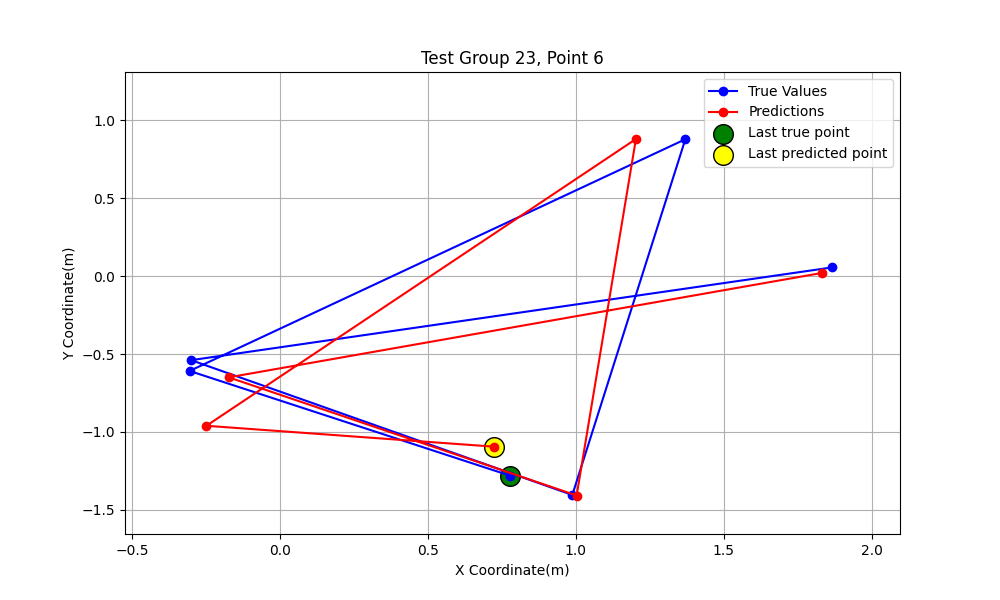 Test Group 23, Point 6
True Values
Predictions
Last true point
Last predicted point
Y Coordinate(m)
1.0
0.5
0.0
−0.5
−1.0
−1.5
−0.5 0.0 0.5 1.0 1.5 2.0
X Coordinate(m)